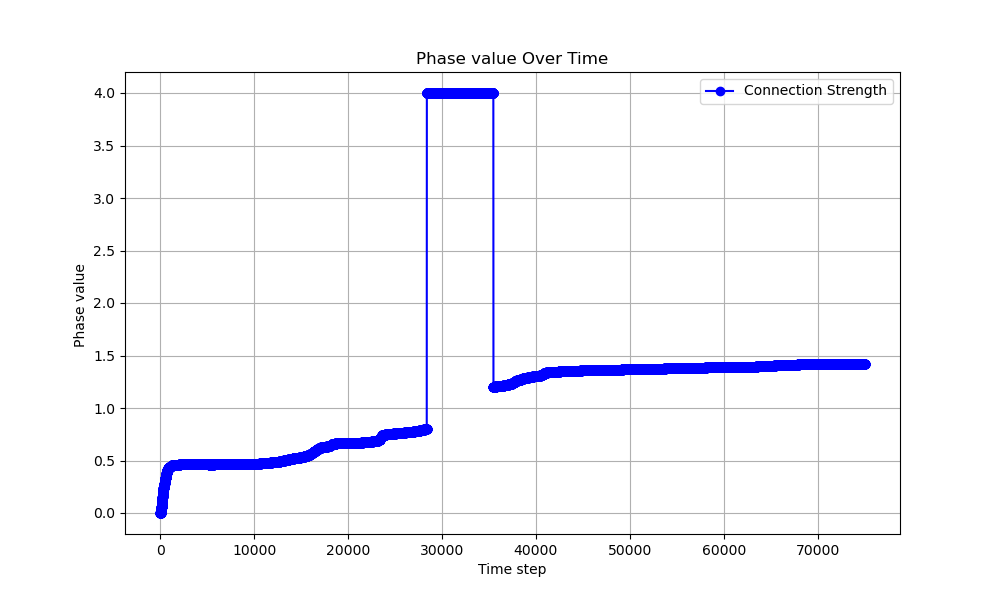 Phase value Over Time
Connection Strength
Phase value
4.0
3.5
3.0
2.5
2.0
1.5
1.0
0.5
0.0
0 10000 20000 30000 40000 50000 60000 70000
Time step